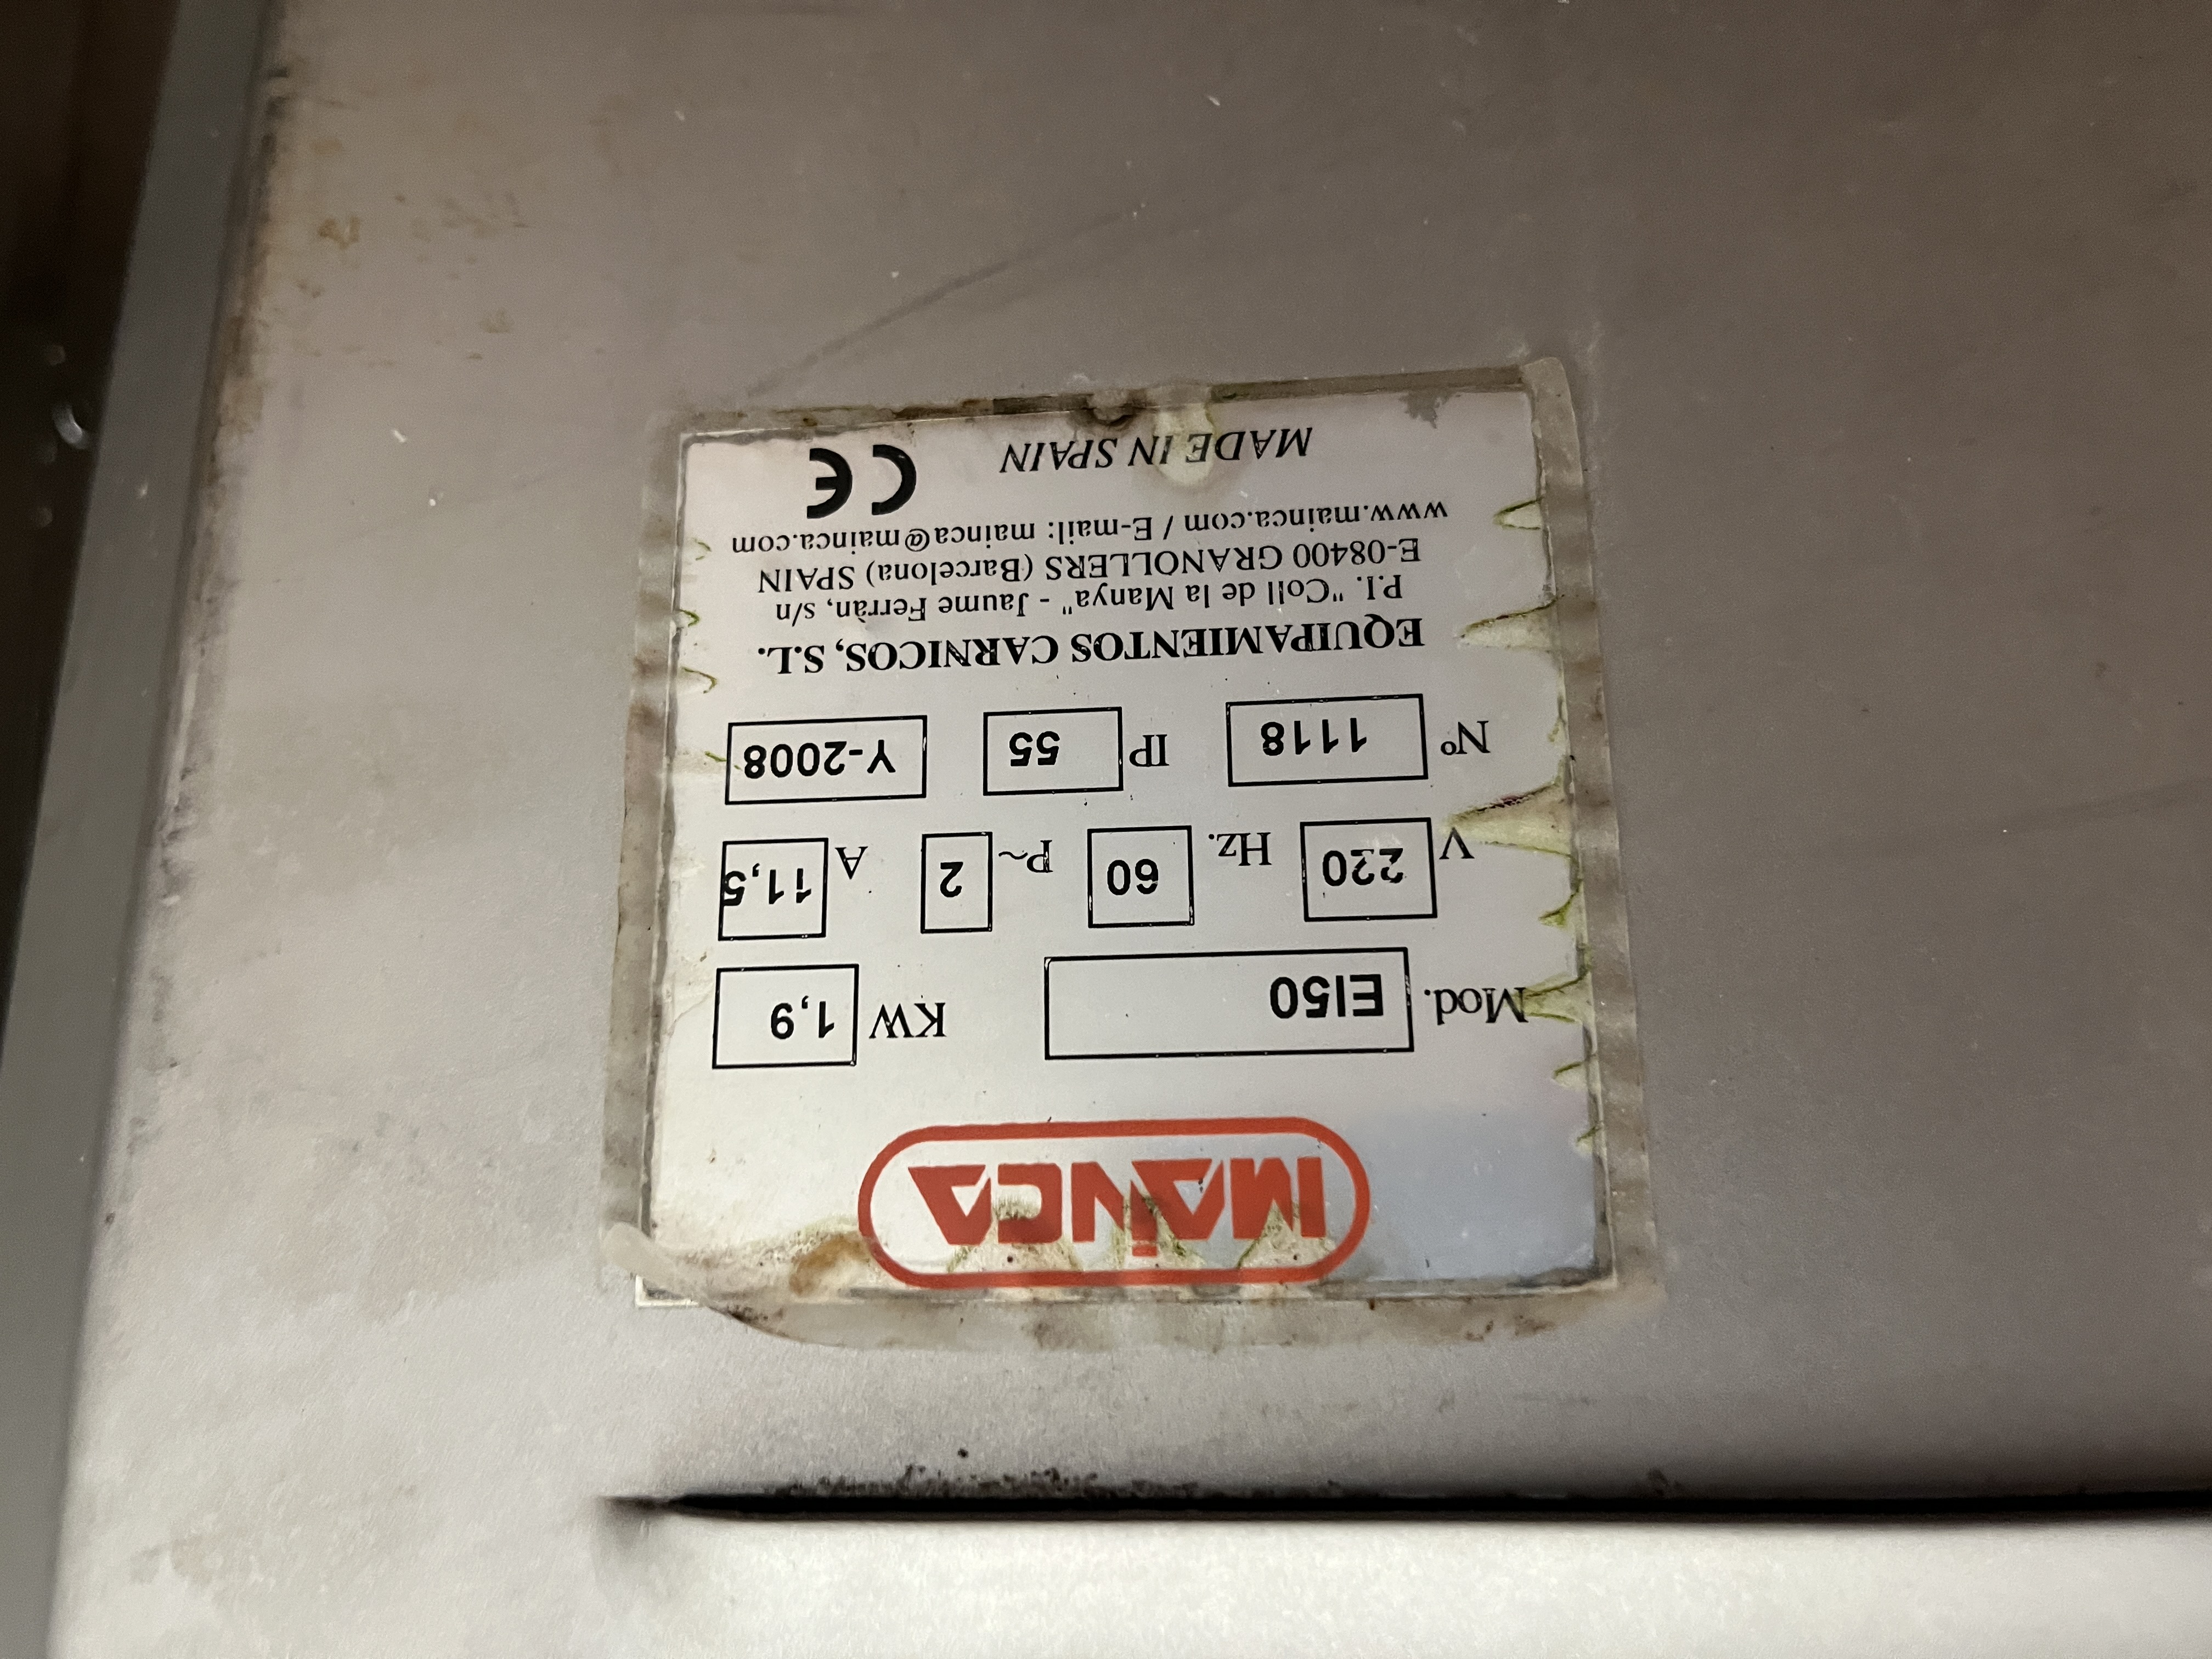 MAINCA
Mod. EI50 KW 1,9
V 220 Hz. 60 P~ 2 A 11,5
Nº 1118 IP 55 Y-2008
EQUIPAMIENTOS CARNICOS, S.L.
P.I. "Coll de la Manya" - Jaume Ferràn, s/n
E-08400 GRANOLLERS (Barcelona) SPAIN
www.mainca.com / E-mail: mainca@mainca.com
MADE IN SPAIN CE